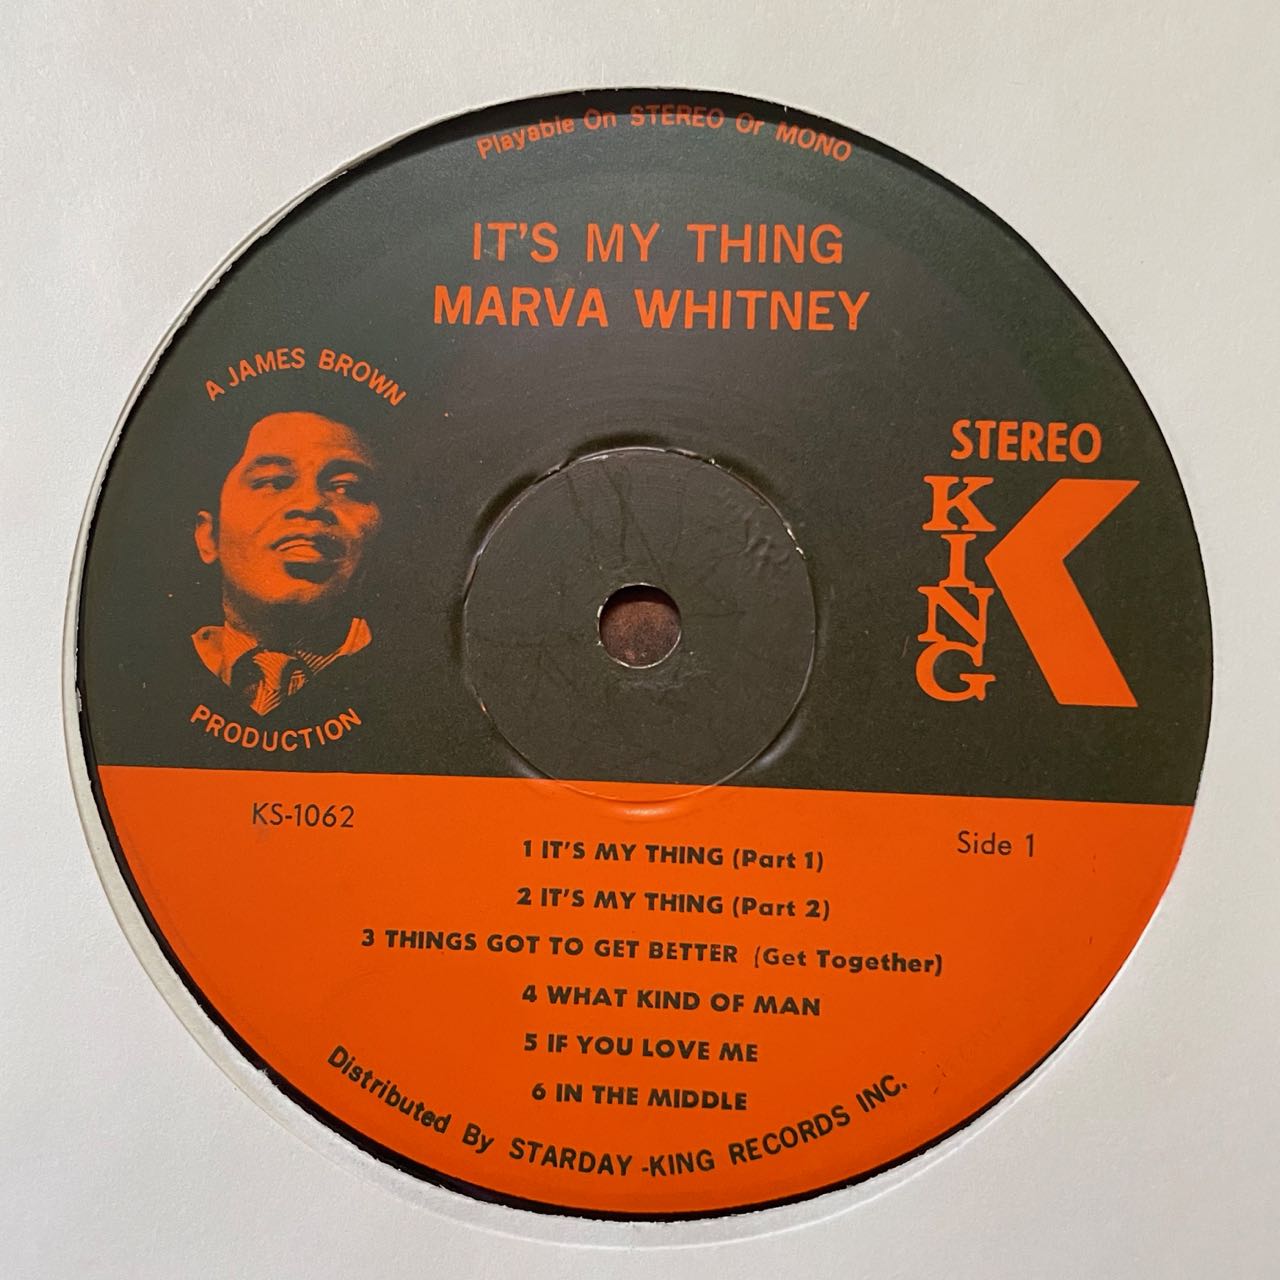 Playable On STEREO Or MONO
IT'S MY THING
MARVA WHITNEY
A JAMES BROWN
PRODUCTION
STEREO
KING
K
KS-1062
Side 1
1 IT'S MY THING (Part 1)
2 IT'S MY THING (Part 2)
3 THINGS GOT TO GET BETTER (Get Together)
4 WHAT KIND OF MAN
5 IF YOU LOVE ME
6 IN THE MIDDLE
Distributed By STARDAY -KING RECORDS INC.